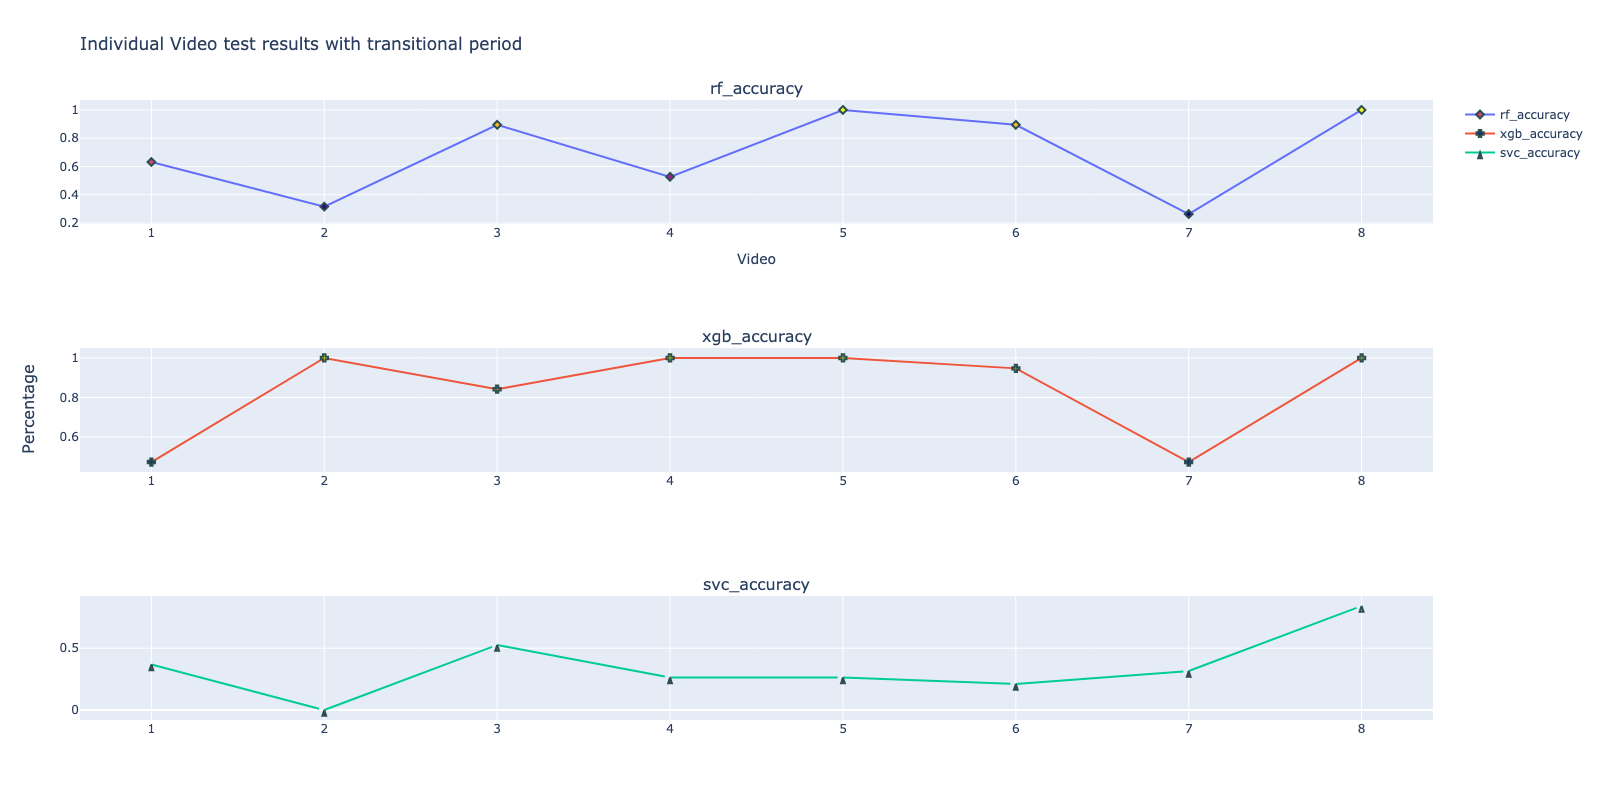 Individual Video test results with transitional period
rf_accuracy
1
0.8
0.6
0.4
0.2
1 2 3 4 5 6 7 8
Video
rf_accuracy
xgb_accuracy
svc_accuracy
xgb_accuracy
Percentage
1
0.8
0.6
1 2 3 4 5 6 7 8
svc_accuracy
0.5
0
1 2 3 4 5 6 7 8